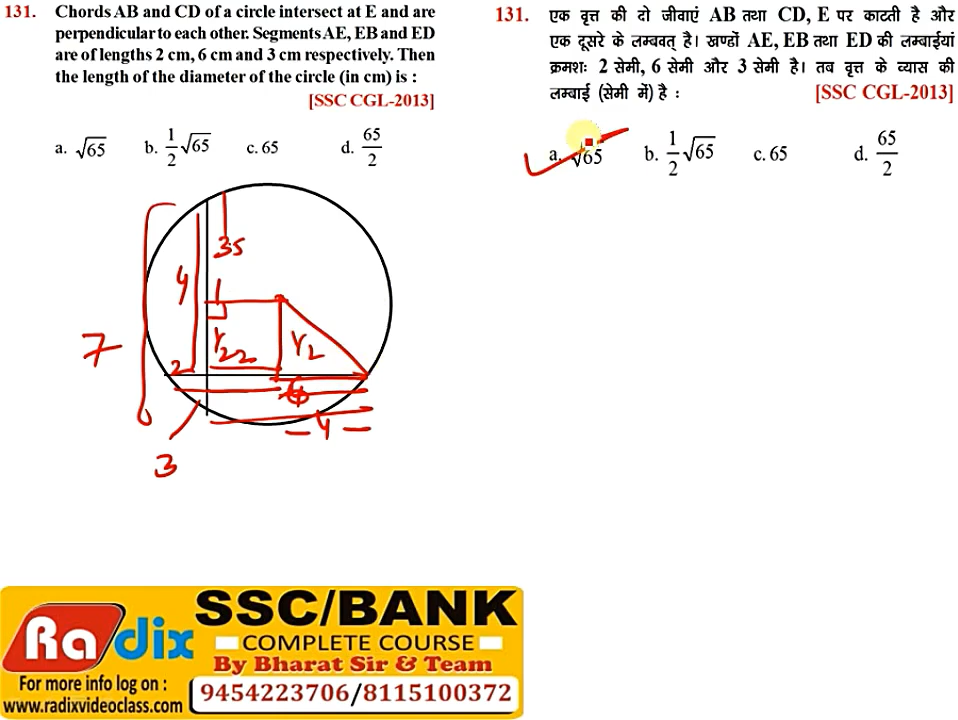 131. Chords AB and CD of a circle intersect at E and are
perpendicular to each other. Segments AE, EB and ED
are of lengths 2 cm, 6 cm and 3 cm respectively. Then
the length of the diameter of the circle (in cm) is :
[SSC CGL-2013]
a. √65 b. 1/2 √65 c. 65 d. 65/2
131. एक वृत्त की दो जीवाएं AB तथा CD, E पर काटती है और
एक दूसरे के लम्बवत् है। खण्डों AE, EB तथा ED की लम्बाईयां
क्रमशः 2 सेमी, 6 सेमी और 3 सेमी है। तब वृत्त के व्यास की
लम्बाई (सेमी में) है : [SSC CGL-2013]
a. √65 b. 1/2 √65 c. 65 d. 65/2
3.5
4
7
2
2
4
3
Radix
SSC/BANK
COMPLETE COURSE
By Bharat Sir & Team
For more info log on :
www.radixvideoclass.com
9454223706/8115100372